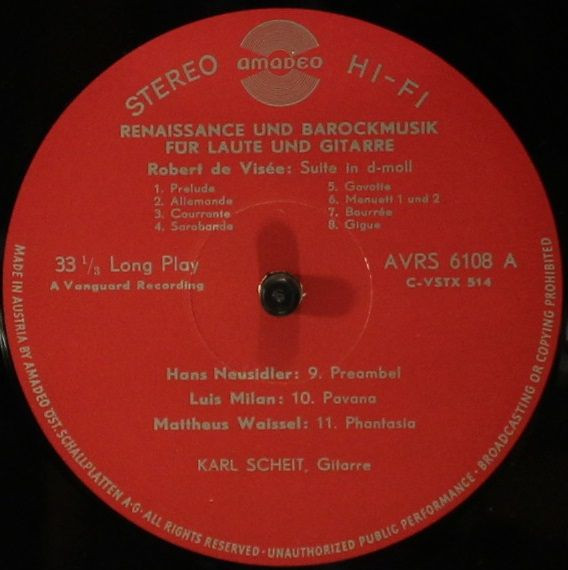 STEREO amadeo HI-FI
RENAISSANCE UND BAROCKMUSIK
FÜR LAUTE UND GITARRE
Robert de Visée: Suite in d-moll
1. Prelude
2. Allemande
3. Courrante
4. Sarabande
5. Gavotte
6. Menuett 1 und 2
7. Bourrée
8. Gigue
33 1/3 Long Play
A Vanguard Recording
AVRS 6108 A
C-VSTX 514
Hans Neusidler: 9. Preambel
Luis Milan: 10. Pavana
Mattheus Waissel: 11. Phantasia
KARL SCHEIT, Gitarre
MADE IN AUSTRIA BY AMADEO ÖST. SCHALLPLATTEN A·G·ALL RIGHTS RESERVED·UNAUTHORIZED PUBLIC PERFORMANCE·BROADCASTING OR COPYING PROHIBITED